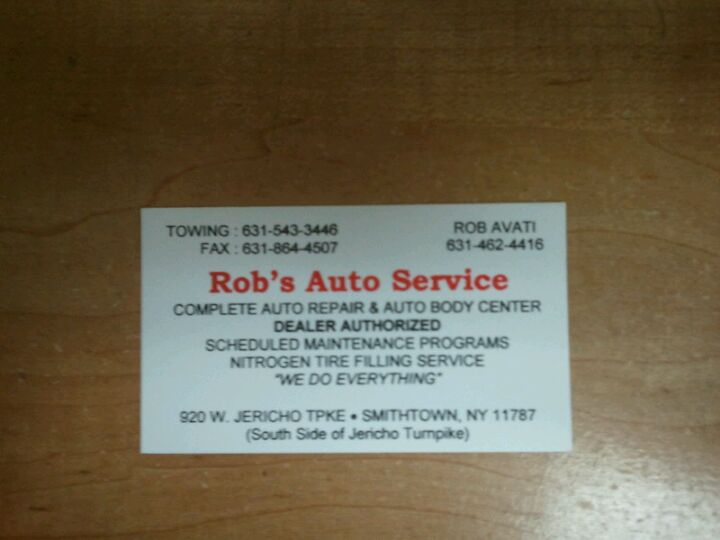 TOWING : 631-543-3446 ROB AVATI
FAX : 631-864-4507 631-462-4416
Rob's Auto Service
COMPLETE AUTO REPAIR & AUTO BODY CENTER
DEALER AUTHORIZED
SCHEDULED MAINTENANCE PROGRAMS
NITROGEN TIRE FILLING SERVICE
"WE DO EVERYTHING"
920 W. JERICHO TPKE • SMITHTOWN, NY 11787
(South Side of Jericho Turnpike)